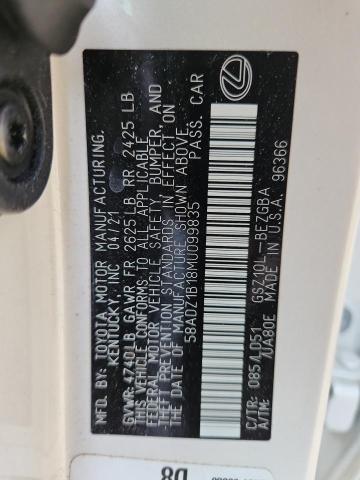 MFD. BY: TOYOTA MOTOR MANUFACTURING,
KENTUCKY, INC. 04/21
GVWR: 4740 LB GAWR FR 2625 LB RR 2425 LB
THIS VEHICLE CONFORMS TO ALL APPLICABLE
FEDERAL MOTOR VEHICLE SAFETY, BUMPER, AND
THEFT PREVENTION STANDARDS IN EFFECT ON
THE DATE OF MANUFACTURE SHOWN ABOVE.
58ADZ1B18MU099835 PASS. CAR
C/TR: 085/LD51 GSZ10L-BEZGBA
A/TM: /UA80E MADE IN U.S.A. 96366
D8